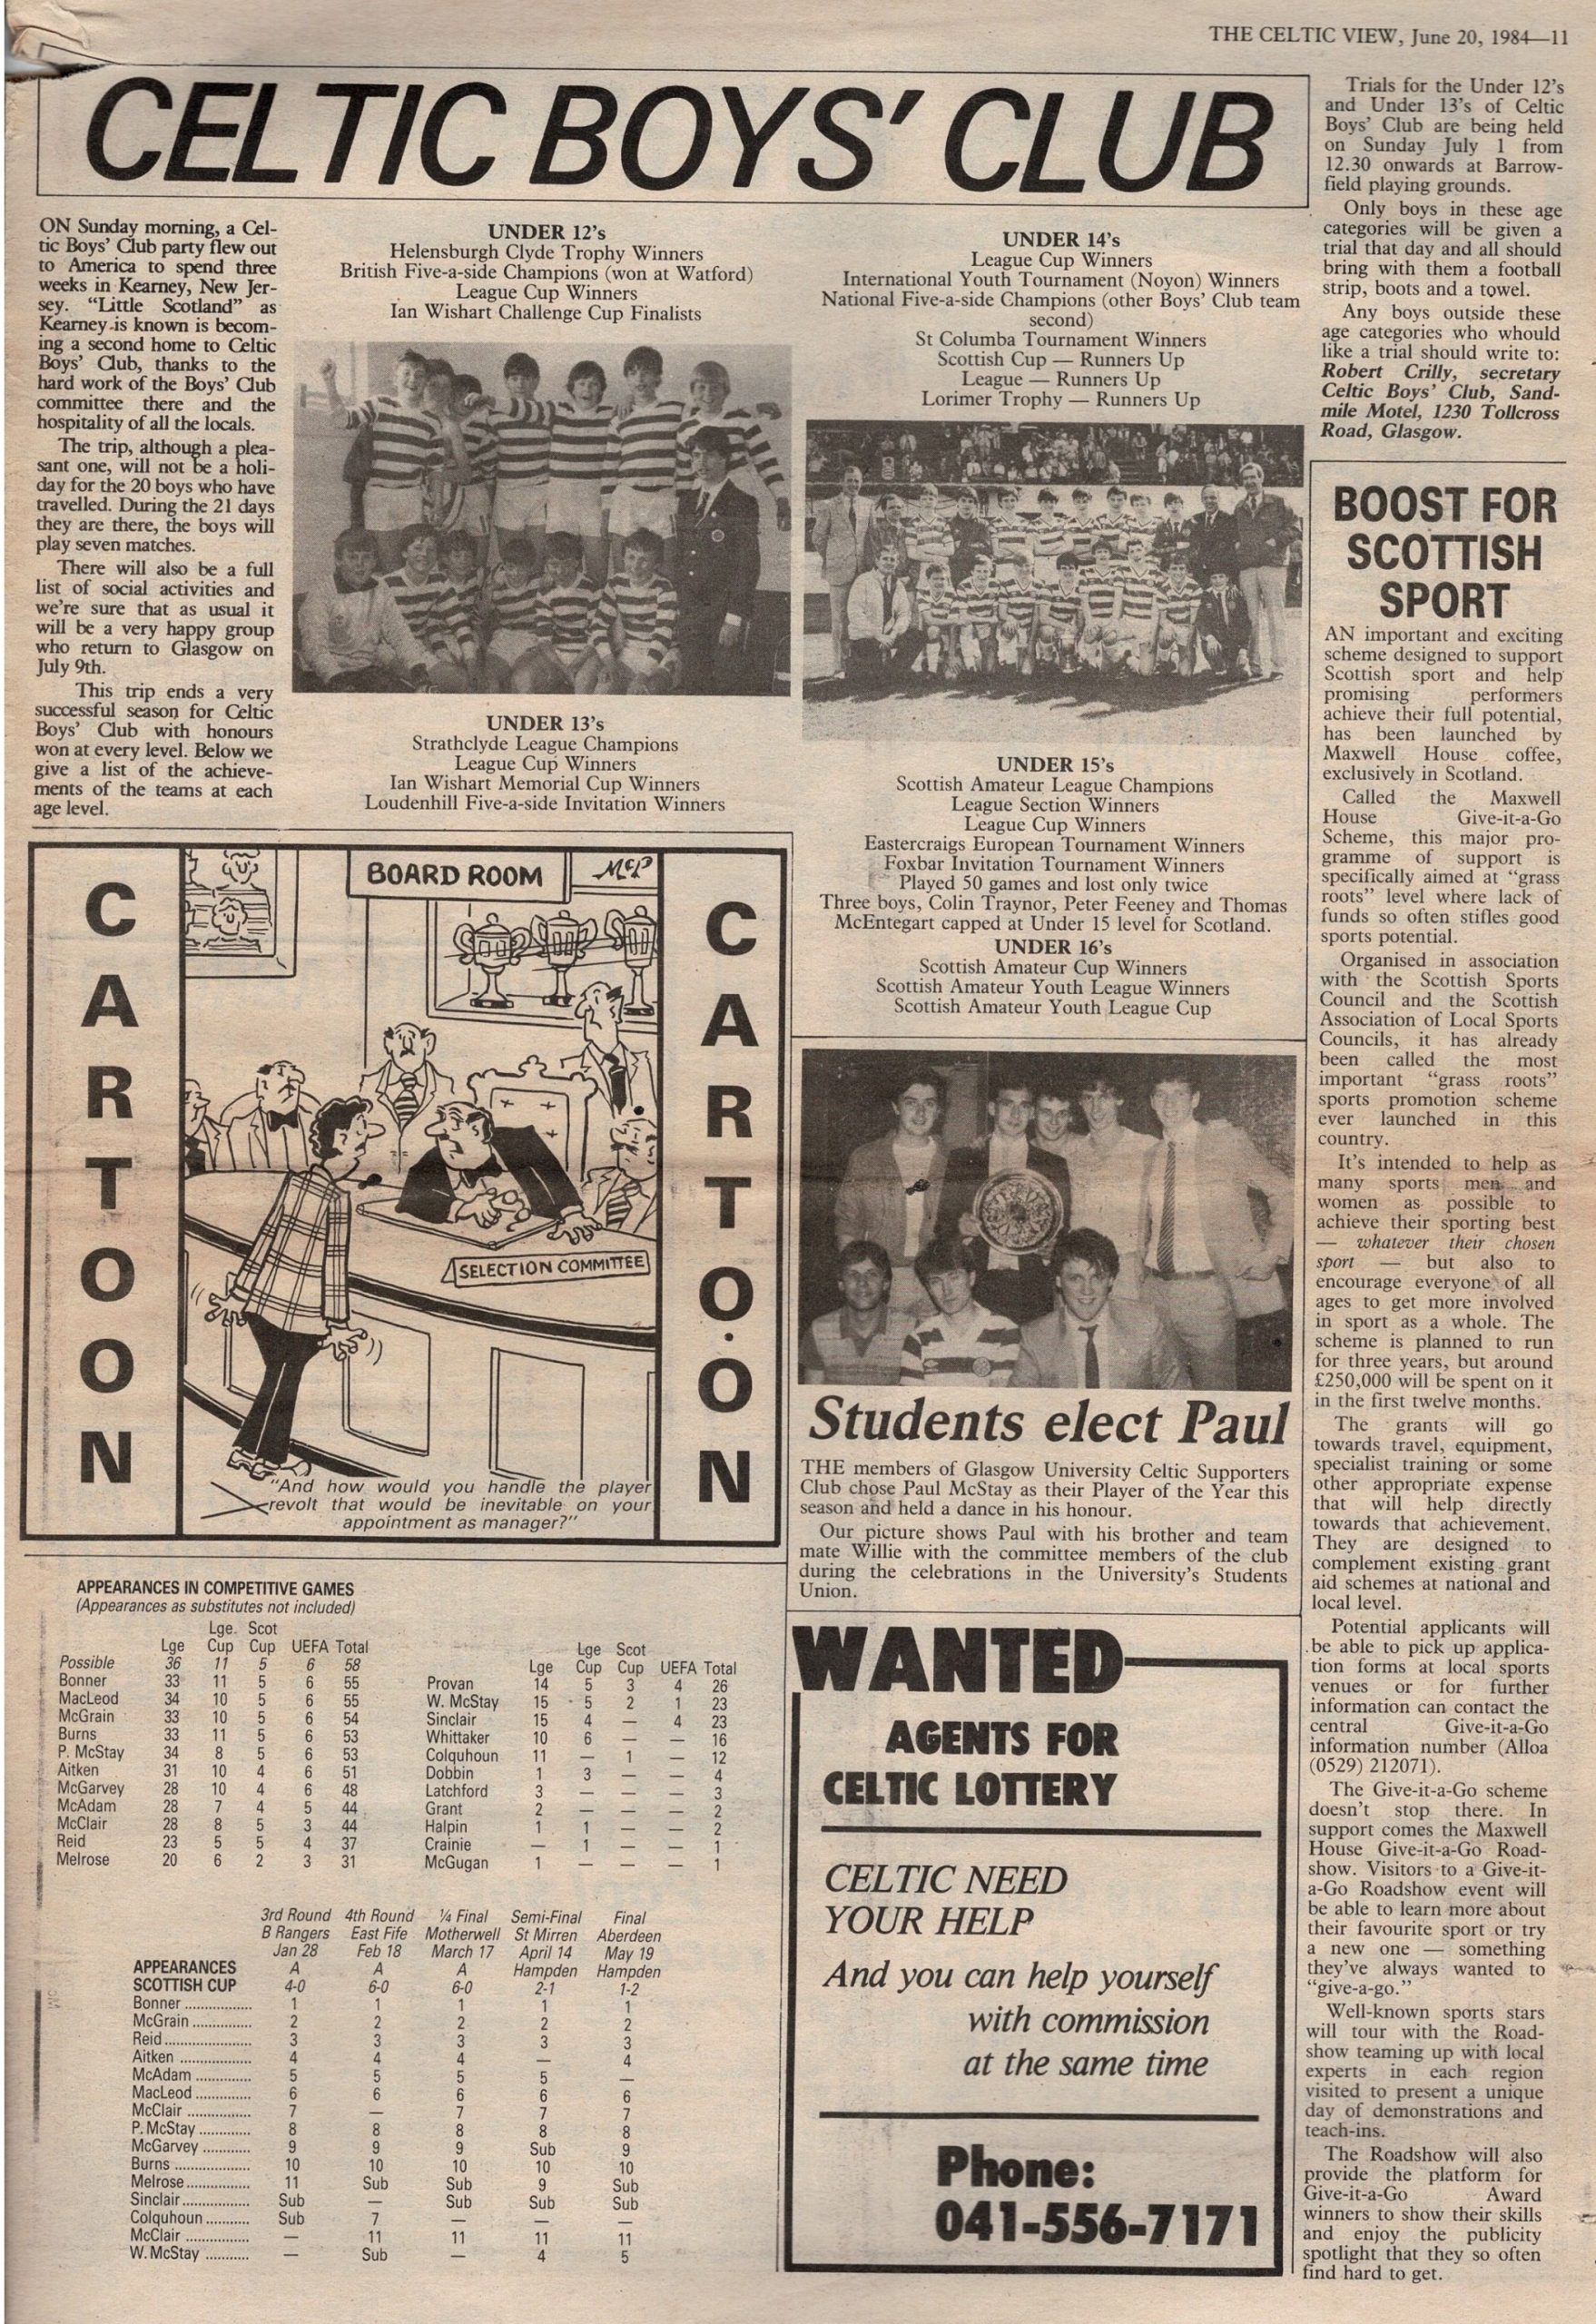 THE CELTIC VIEW, June 20, 1984—11
CELTIC BOYS' CLUB
ON Sunday morning, a Cel-
tic Boys' Club party flew out
to America to spend three
weeks in Kearney, New Jer-
sey. “Little Scotland” as
Kearney is known is becom-
ing a second home to Celtic
Boys' Club, thanks to the
hard work of the Boys' Club
committee there and the
hospitality of all the locals.
The trip, although a plea-
sant one, will not be a holi-
day for the 20 boys who have
travelled. During the 21 days
they are there, the boys will
play seven matches.
There will also be a full
list of social activities and
we're sure that as usual it
will be a very happy group
who return to Glasgow on
July 9th.
This trip ends a very
successful season for Celtic
Boys' Club with honours
won at every level. Below we
give a list of the achieve-
ments of the teams at each
age level.
UNDER 12's
Helensburgh Clyde Trophy Winners
British Five-a-side Champions (won at Watford)
League Cup Winners
Ian Wishart Challenge Cup Finalists
UNDER 13's
Strathclyde League Champions
League Cup Winners
Ian Wishart Memorial Cup Winners
Loudenhill Five-a-side Invitation Winners
UNDER 14's
League Cup Winners
International Youth Tournament (Noyon) Winners
National Five-a-side Champions (other Boys' Club team
second)
St Columba Tournament Winners
Scottish Cup — Runners Up
League — Runners Up
Lorimer Trophy — Runners Up
UNDER 15's
Scottish Amateur League Champions
League Section Winners
League Cup Winners
Eastercraigs European Tournament Winners
Foxbar Invitation Tournament Winners
Played 50 games and lost only twice
Three boys, Colin Traynor, Peter Feeney and Thomas
McEntegart capped at Under 15 level for Scotland.
UNDER 16's
Scottish Amateur Cup Winners
Scottish Amateur Youth League Winners
Scottish Amateur Youth League Cup
Trials for the Under 12's
and Under 13's of Celtic
Boys' Club are being held
on Sunday July 1 from
12.30 onwards at Barrow-
field playing grounds.
Only boys in these age
categories will be given a
trial that day and all should
bring with them a football
strip, boots and a towel.
Any boys outside these
age categories who whould
like a trial should write to:
Robert Crilly, secretary
Celtic Boys' Club, Sand-
mile Motel, 1230 Tollcross
Road, Glasgow.
BOOST FOR
SCOTTISH
SPORT
AN important and exciting
scheme designed to support
Scottish sport and help
promising performers
achieve their full potential,
has been launched by
Maxwell House coffee,
exclusively in Scotland.
Called the Maxwell
House Give-it-a-Go
Scheme, this major pro-
gramme of support is
specifically aimed at “grass
roots” level where lack of
funds so often stifles good
sports potential.
Organised in association
with the Scottish Sports
Council and the Scottish
Association of Local Sports
Councils, it has already
been called the most
important “grass roots”
sports promotion scheme
ever launched in this
country.
It's intended to help as
many sports men and
women as possible to
achieve their sporting best
— whatever their chosen
sport — but also to
encourage everyone of all
ages to get more involved
in sport as a whole. The
scheme is planned to run
for three years, but around
£250,000 will be spent on it
in the first twelve months.
The grants will go
towards travel, equipment,
specialist training or some
other appropriate expense
that will help directly
towards that achievement.
They are designed to
complement existing grant
aid schemes at national and
local level.
Potential applicants will
be able to pick up applica-
tion forms at local sports
venues or for further
information can contact the
central Give-it-a-Go
information number (Alloa
(0529) 212071).
The Give-it-a-Go scheme
doesn't stop there. In
support comes the Maxwell
House Give-it-a-Go Road-
show. Visitors to a Give-it-
a-Go Roadshow event will
be able to learn more about
their favourite sport or try
a new one — something
they've always wanted to
“give-a-go.”
Well-known sports stars
will tour with the Road-
show teaming up with local
experts in each region
visited to present a unique
day of demonstrations and
teach-ins.
The Roadshow will also
provide the platform for
Give-it-a-Go Award
winners to show their skills
and enjoy the publicity
spotlight that they so often
find hard to get.
CARTOON
BOARD ROOM
McP
SELECTION COMMITTEE
CARTOON
“And how would you handle the player
revolt that would be inevitable on your
appointment as manager?”
Students elect Paul
THE members of Glasgow University Celtic Supporters
Club chose Paul McStay as their Player of the Year this
season and held a dance in his honour.
Our picture shows Paul with his brother and team
mate Willie with the committee members of the club
during the celebrations in the University's Students
Union.
APPEARANCES IN COMPETITIVE GAMES
(Appearances as substitutes not included)
Lge. Scot
Lge Cup Cup UEFA Total
Possible 36 11 5 6 58
Bonner 33 11 5 6 55
MacLeod 34 10 5 6 55
McGrain 33 10 5 6 54
Burns 33 11 5 6 53
P. McStay 34 8 5 6 53
Aitken 31 10 4 6 51
McGarvey 28 10 4 6 48
McAdam 28 7 4 5 44
McClair 28 8 5 3 44
Reid 23 5 5 4 37
Melrose 20 6 2 3 31
Lge Scot
Lge Cup Cup UEFA Total
Provan 14 5 3 4 26
W. McStay 15 5 2 1 23
Sinclair 15 4 — 4 23
Whittaker 10 6 — — 16
Colquhoun 11 — 1 — 12
Dobbin 1 3 — — 4
Latchford 3 — — — 3
Grant 2 — — — 2
Halpin 1 1 — — 2
Crainie — 1 — — 1
McGugan 1 — — — 1
3rd Round 4th Round ¼ Final Semi-Final Final
B Rangers East Fife Motherwell St Mirren Aberdeen
Jan 28 Feb 18 March 17 April 14 May 19
APPEARANCES A A A Hampden Hampden
SCOTTISH CUP 4-0 6-0 6-0 2-1 1-2
Bonner ................. 1 1 1 1 1
McGrain ............... 2 2 2 2 2
Reid ..................... 3 3 3 3 3
Aitken .................. 4 4 4 — 4
McAdam .............. 5 5 5 5 —
MacLeod .............. 6 6 6 6 6
McClair ................ 7 — 7 7 7
P. McStay ............. 8 8 8 8 8
McGarvey ............ 9 9 9 Sub 9
Burns ................... 10 10 10 10 10
Melrose ................ 11 Sub Sub 9 Sub
Sinclair ................. Sub — Sub Sub Sub
Colquhoun ........... Sub 7 — — —
McClair ................ — 11 11 11 11
W. McStay ........... — Sub — 4 5
WANTED
AGENTS FOR
CELTIC LOTTERY
CELTIC NEED
YOUR HELP
And you can help yourself
with commission
at the same time
Phone:
041-556-7171